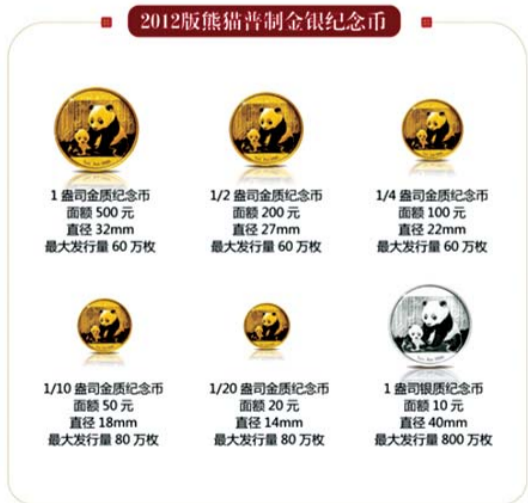 2012版熊猫普制金银纪念币
1 盎司金质纪念币
面额 500 元
直径 32mm
最大发行量 60 万枚
1/2 盎司金质纪念币
面额 200 元
直径 27mm
最大发行量 60 万枚
1/4 盎司金质纪念币
面额 100 元
直径 22mm
最大发行量 60 万枚
1/10 盎司金质纪念币
面额 50 元
直径 18mm
最大发行量 80 万枚
1/20 盎司金质纪念币
面额 20 元
直径 14mm
最大发行量 80 万枚
1 盎司银质纪念币
面额 10 元
直径 40mm
最大发行量 800 万枚